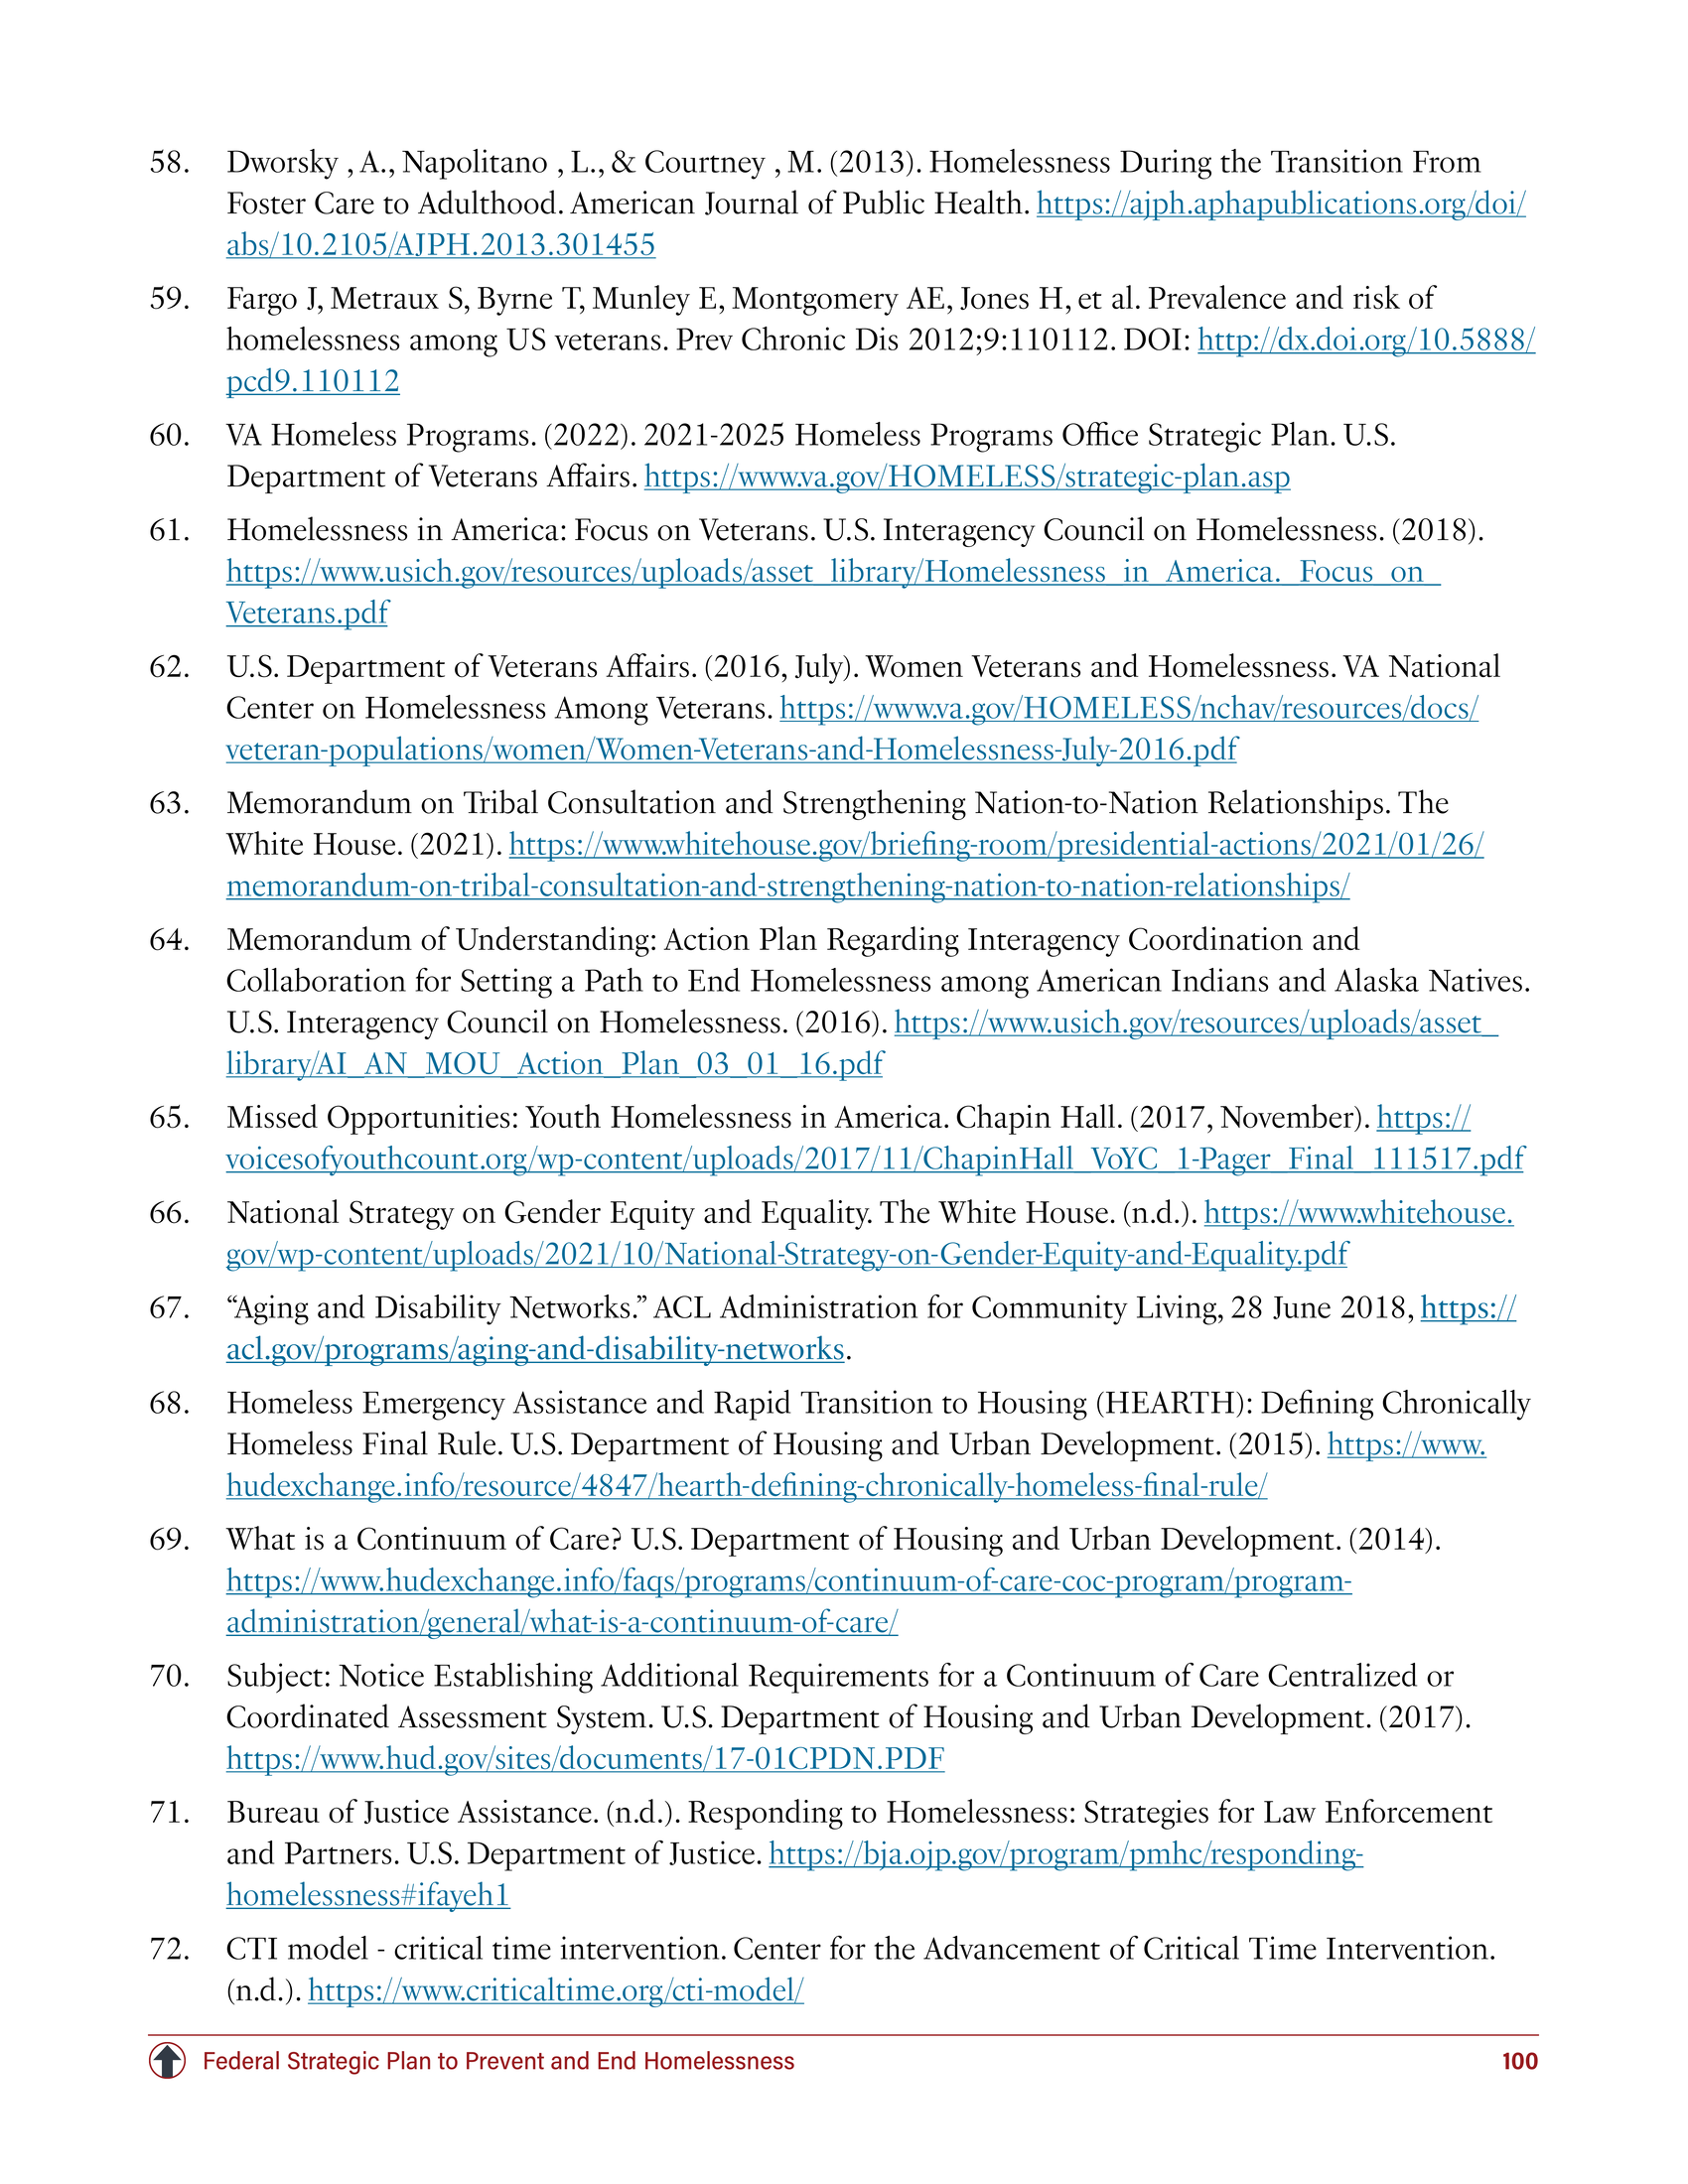 58. Dworsky , A., Napolitano , L., & Courtney , M. (2013). Homelessness During the Transition From
Foster Care to Adulthood. American Journal of Public Health. https://ajph.aphapublications.org/doi/
abs/10.2105/AJPH.2013.301455
59. Fargo J, Metraux S, Byrne T, Munley E, Montgomery AE, Jones H, et al. Prevalence and risk of
homelessness among US veterans. Prev Chronic Dis 2012;9:110112. DOI: http://dx.doi.org/10.5888/
pcd9.110112
60. VA Homeless Programs. (2022). 2021-2025 Homeless Programs Office Strategic Plan. U.S.
Department of Veterans Affairs. https://www.va.gov/HOMELESS/strategic-plan.asp
61. Homelessness in America: Focus on Veterans. U.S. Interagency Council on Homelessness. (2018).
https://www.usich.gov/resources/uploads/asset_library/Homelessness_in_America._Focus_on_
Veterans.pdf
62. U.S. Department of Veterans Affairs. (2016, July). Women Veterans and Homelessness. VA National
Center on Homelessness Among Veterans. https://www.va.gov/HOMELESS/nchav/resources/docs/
veteran-populations/women/Women-Veterans-and-Homelessness-July-2016.pdf
63. Memorandum on Tribal Consultation and Strengthening Nation-to-Nation Relationships. The
White House. (2021). https://www.whitehouse.gov/briefing-room/presidential-actions/2021/01/26/
memorandum-on-tribal-consultation-and-strengthening-nation-to-nation-relationships/
64. Memorandum of Understanding: Action Plan Regarding Interagency Coordination and
Collaboration for Setting a Path to End Homelessness among American Indians and Alaska Natives.
U.S. Interagency Council on Homelessness. (2016). https://www.usich.gov/resources/uploads/asset_
library/AI_AN_MOU_Action_Plan_03_01_16.pdf
65. Missed Opportunities: Youth Homelessness in America. Chapin Hall. (2017, November). https://
voicesofyouthcount.org/wp-content/uploads/2017/11/ChapinHall_VoYC_1-Pager_Final_111517.pdf
66. National Strategy on Gender Equity and Equality. The White House. (n.d.). https://www.whitehouse.
gov/wp-content/uploads/2021/10/National-Strategy-on-Gender-Equity-and-Equality.pdf
67. “Aging and Disability Networks.” ACL Administration for Community Living, 28 June 2018, https://
acl.gov/programs/aging-and-disability-networks.
68. Homeless Emergency Assistance and Rapid Transition to Housing (HEARTH): Defining Chronically
Homeless Final Rule. U.S. Department of Housing and Urban Development. (2015). https://www.
hudexchange.info/resource/4847/hearth-defining-chronically-homeless-final-rule/
69. What is a Continuum of Care? U.S. Department of Housing and Urban Development. (2014).
https://www.hudexchange.info/faqs/programs/continuum-of-care-coc-program/program-
administration/general/what-is-a-continuum-of-care/
70. Subject: Notice Establishing Additional Requirements for a Continuum of Care Centralized or
Coordinated Assessment System. U.S. Department of Housing and Urban Development. (2017).
https://www.hud.gov/sites/documents/17-01CPDN.PDF
71. Bureau of Justice Assistance. (n.d.). Responding to Homelessness: Strategies for Law Enforcement
and Partners. U.S. Department of Justice. https://bja.ojp.gov/program/pmhc/responding-
homelessness#ifayeh1
72. CTI model - critical time intervention. Center for the Advancement of Critical Time Intervention.
(n.d.). https://www.criticaltime.org/cti-model/
Federal Strategic Plan to Prevent and End Homelessness 100